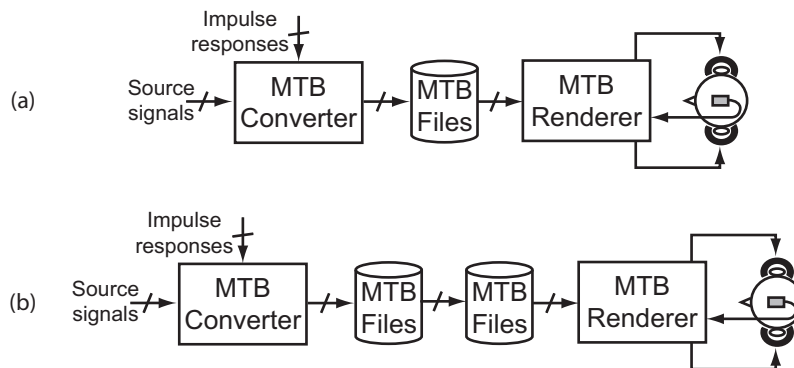 Impulse
responses
(a)
Source
signals
MTB
Converter
MTB
Files
MTB
Renderer
Impulse
responses
(b)
Source
signals
MTB
Converter
MTB
Files
MTB
Files
MTB
Renderer